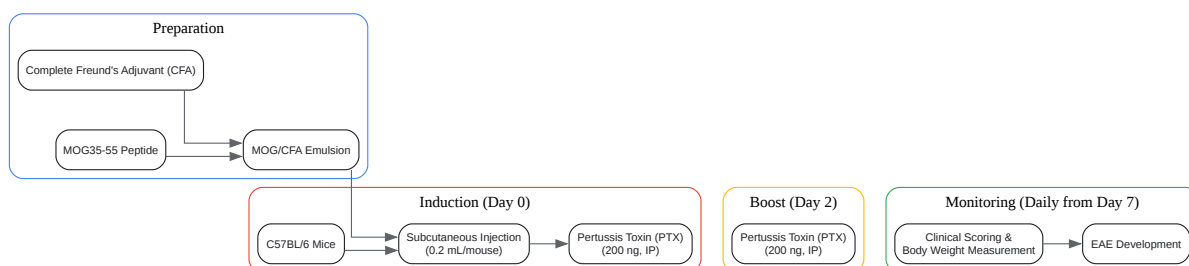 Preparation
Complete Freund's Adjuvant (CFA)
MOG35-55 Peptide
MOG/CFA Emulsion
Induction (Day 0)
C57BL/6 Mice
Subcutaneous Injection
(0.2 mL/mouse)
Pertussis Toxin (PTX)
(200 ng, IP)
Boost (Day 2)
Pertussis Toxin (PTX)
(200 ng, IP)
Monitoring (Daily from Day 7)
Clinical Scoring &
Body Weight Measurement
EAE Development